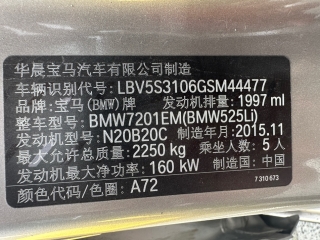 华晨宝马汽车有限公司制造
车辆识别代号: LBV5S3106GSM44477
品牌: 宝马(BMW)牌 发动机排量: 1997 ml
整车型号: BMW7201EM(BMW525Li)
发动机型号: N20B20C 制造年月: 2015.11
最大允许总质量: 2250 kg 乘坐人数: 5 人
发动机最大净功率: 160 kW 制造国: 中国
颜色代码/色圈: A72
7 310 673